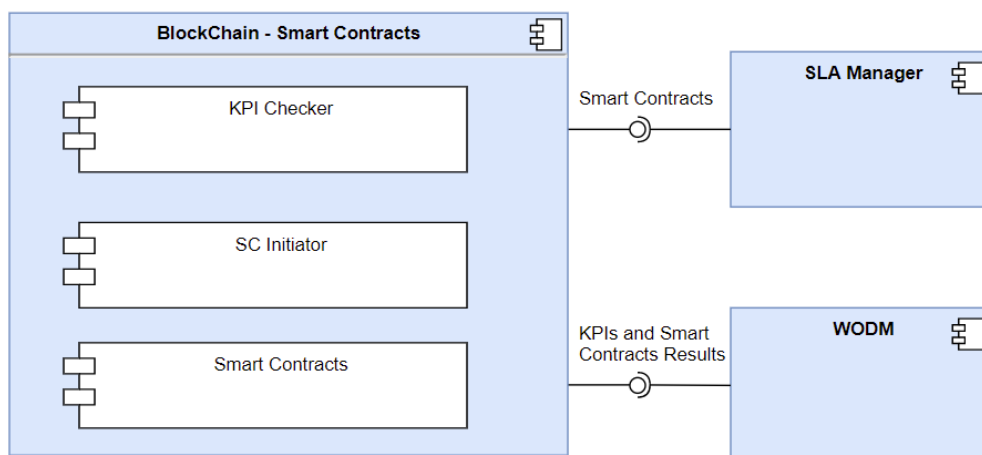 BlockChain - Smart Contracts
KPI Checker
SC Initiator
Smart Contracts
Smart Contracts
SLA Manager
KPIs and Smart
Contracts Results
WODM